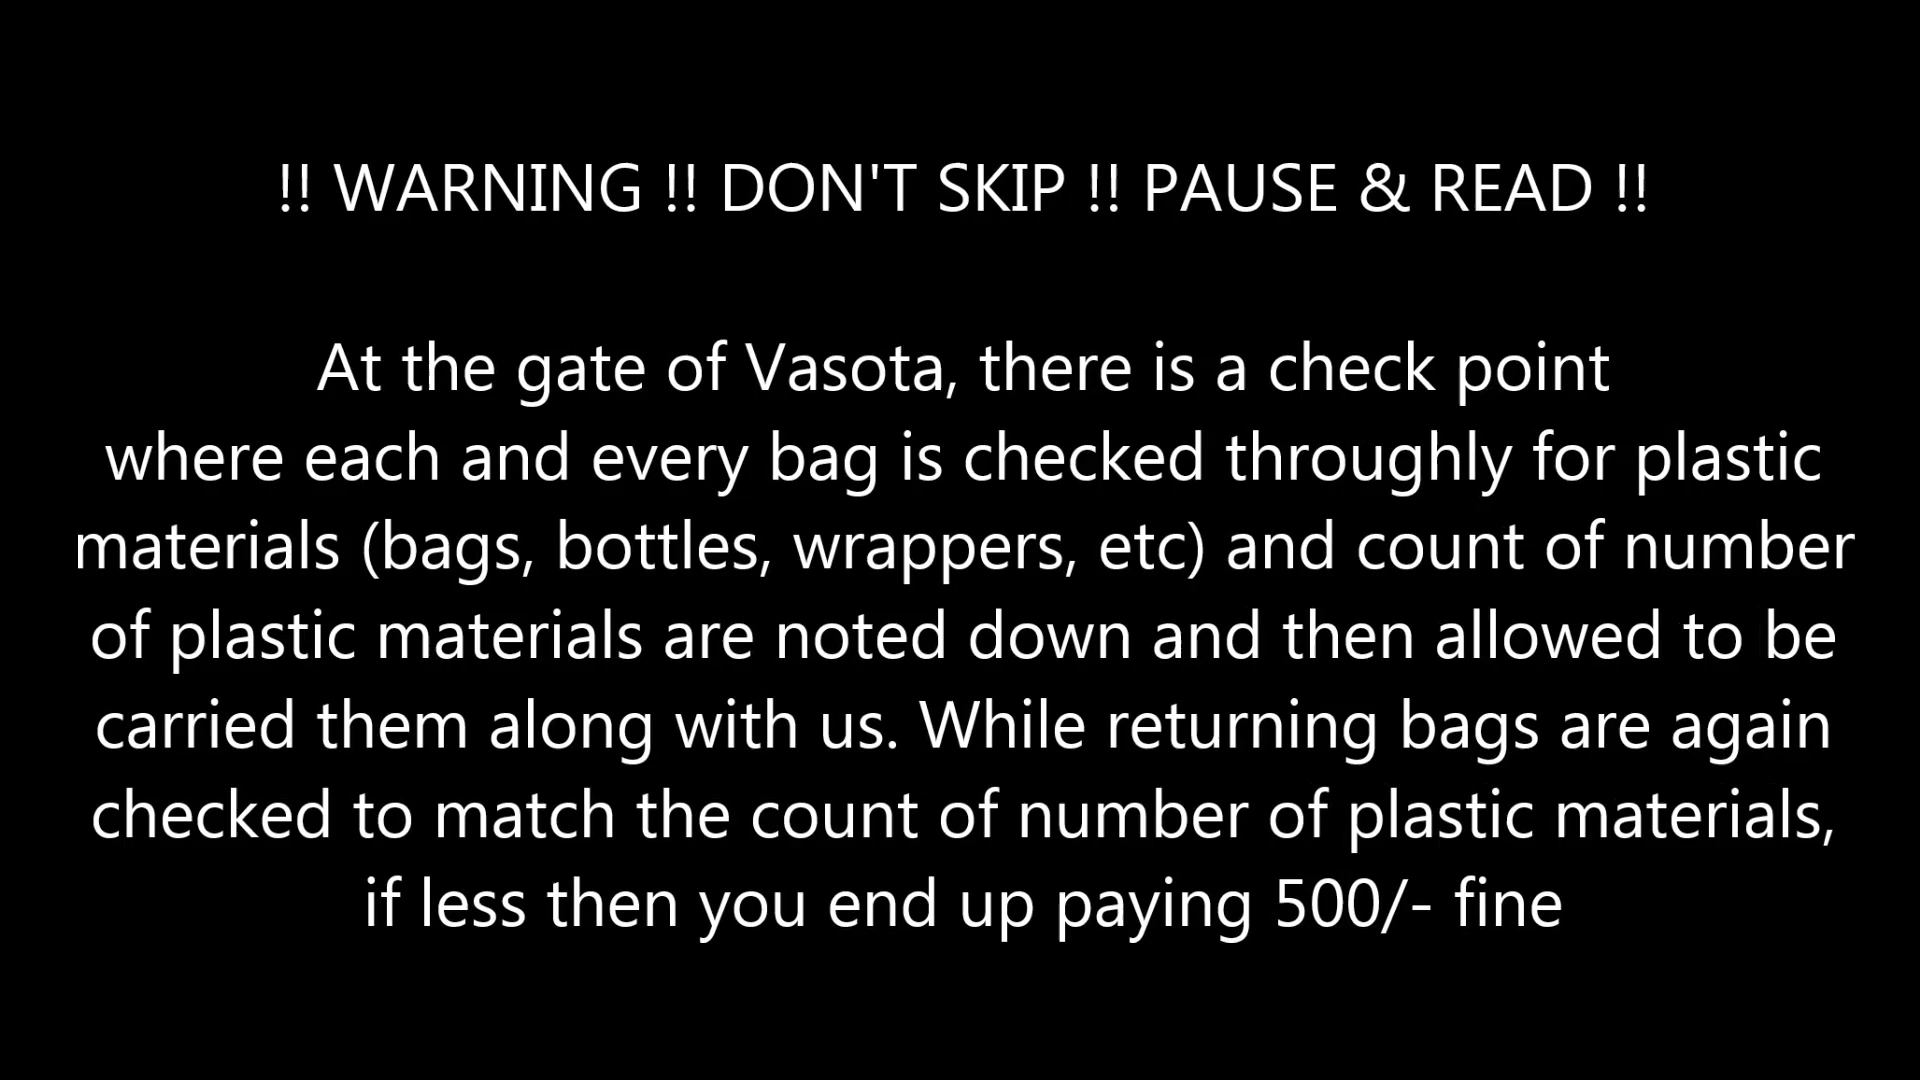 !! WARNING !! DON'T SKIP !! PAUSE & READ !!
At the gate of Vasota, there is a check point
where each and every bag is checked throughly for plastic
materials (bags, bottles, wrappers, etc) and count of number
of plastic materials are noted down and then allowed to be
carried them along with us. While returning bags are again
checked to match the count of number of plastic materials,
if less then you end up paying 500/- fine